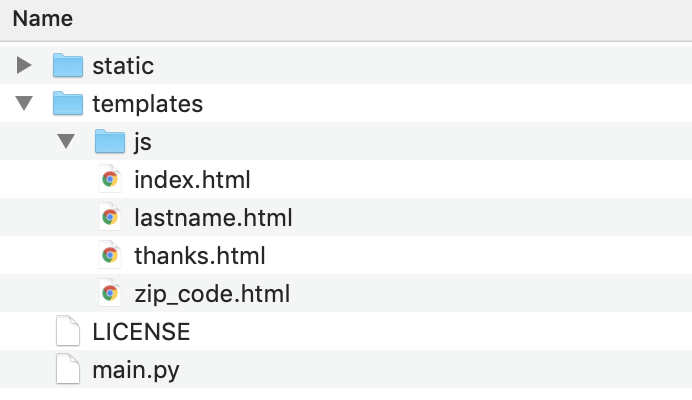 Name
static
templates
js
index.html
lastname.html
thanks.html
zip_code.html
LICENSE
main.py